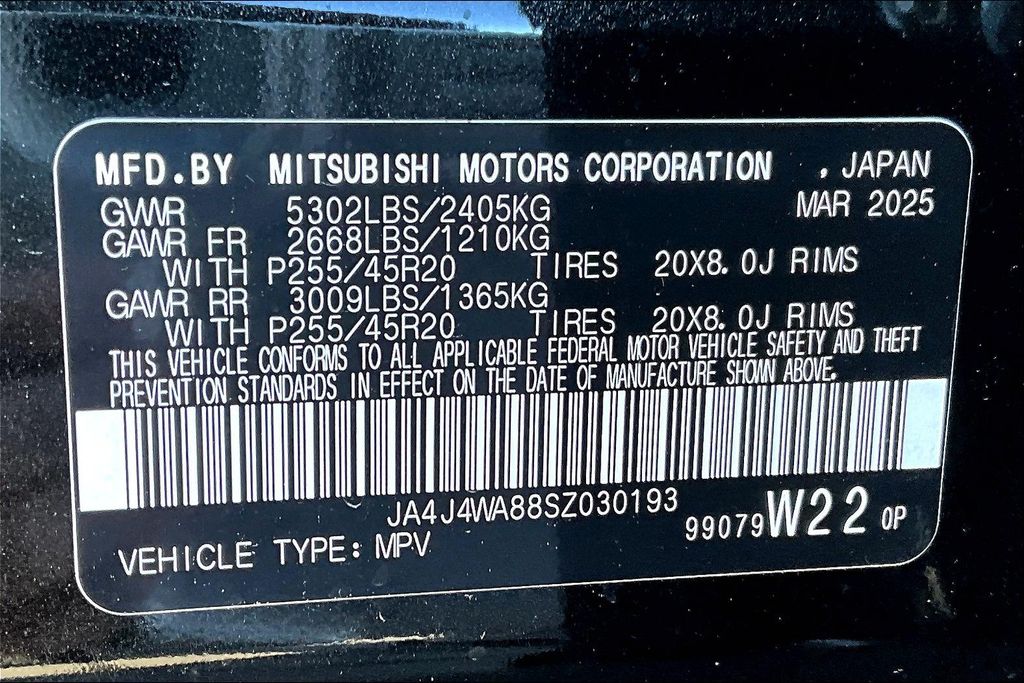 MFD.BY MITSUBISHI MOTORS CORPORATION , JAPAN
GVWR 5302LBS/2405KG MAR 2025
GAWR FR 2668LBS/1210KG
WITH P255/45R20 TIRES 20X8.0J RIMS
GAWR RR 3009LBS/1365KG
WITH P255/45R20 TIRES 20X8.0J RIMS
THIS VEHICLE CONFORMS TO ALL APPLICABLE FEDERAL MOTOR VEHICLE SAFETY AND THEFT
PREVENTION STANDARDS IN EFFECT ON THE DATE OF MANUFACTURE SHOWN ABOVE.
JA4J4WA88SZ030193
99079W22 0P
VEHICLE TYPE: MPV